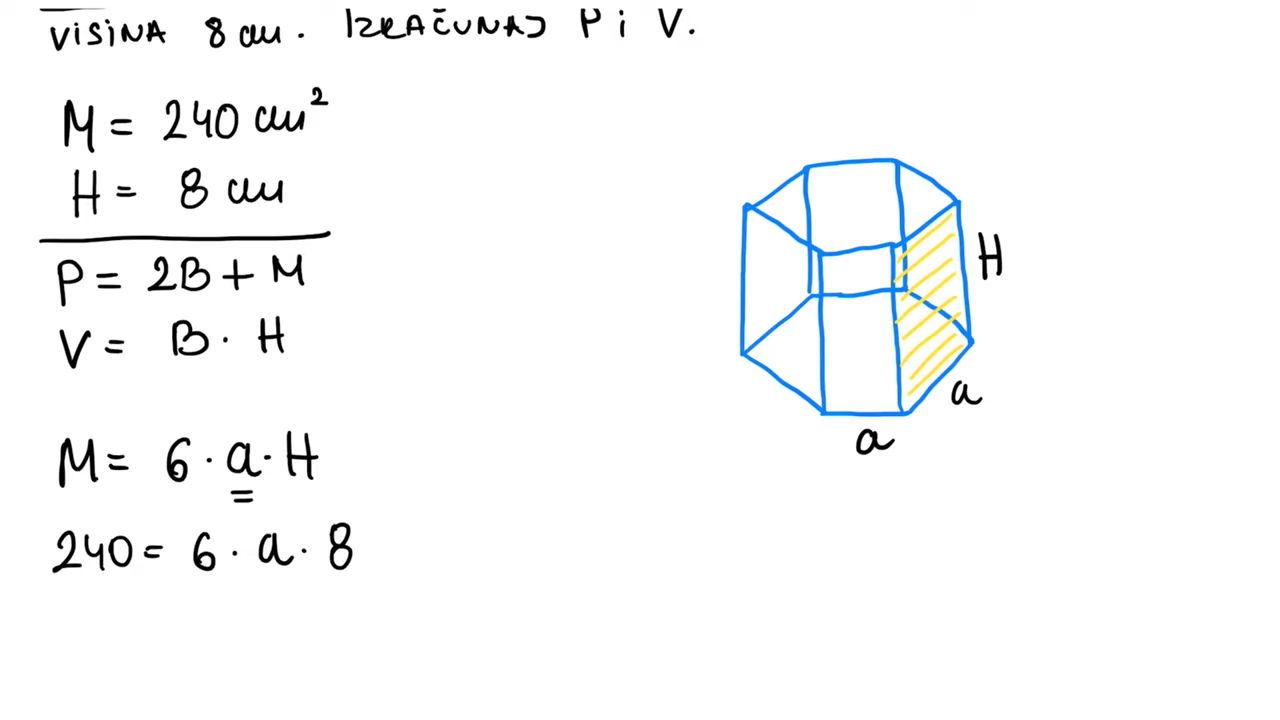 VISINA 8 cm. IZRAČUNAJ P i V.
M = 240 cm²
H = 8 cm
P = 2B + M
V = B · H
M = 6 · a · H
240 = 6 · a · 8
H
a
a